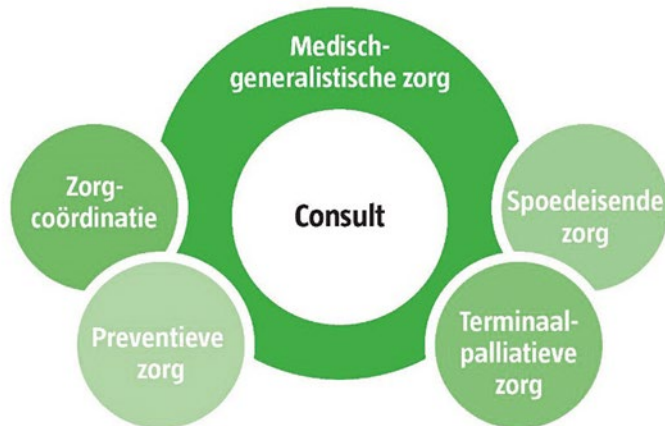 Medisch-
generalistische zorg
Zorg-
coördinatie
Consult
Spoedeisende
zorg
Preventieve
zorg
Terminaal-
palliatieve
zorg